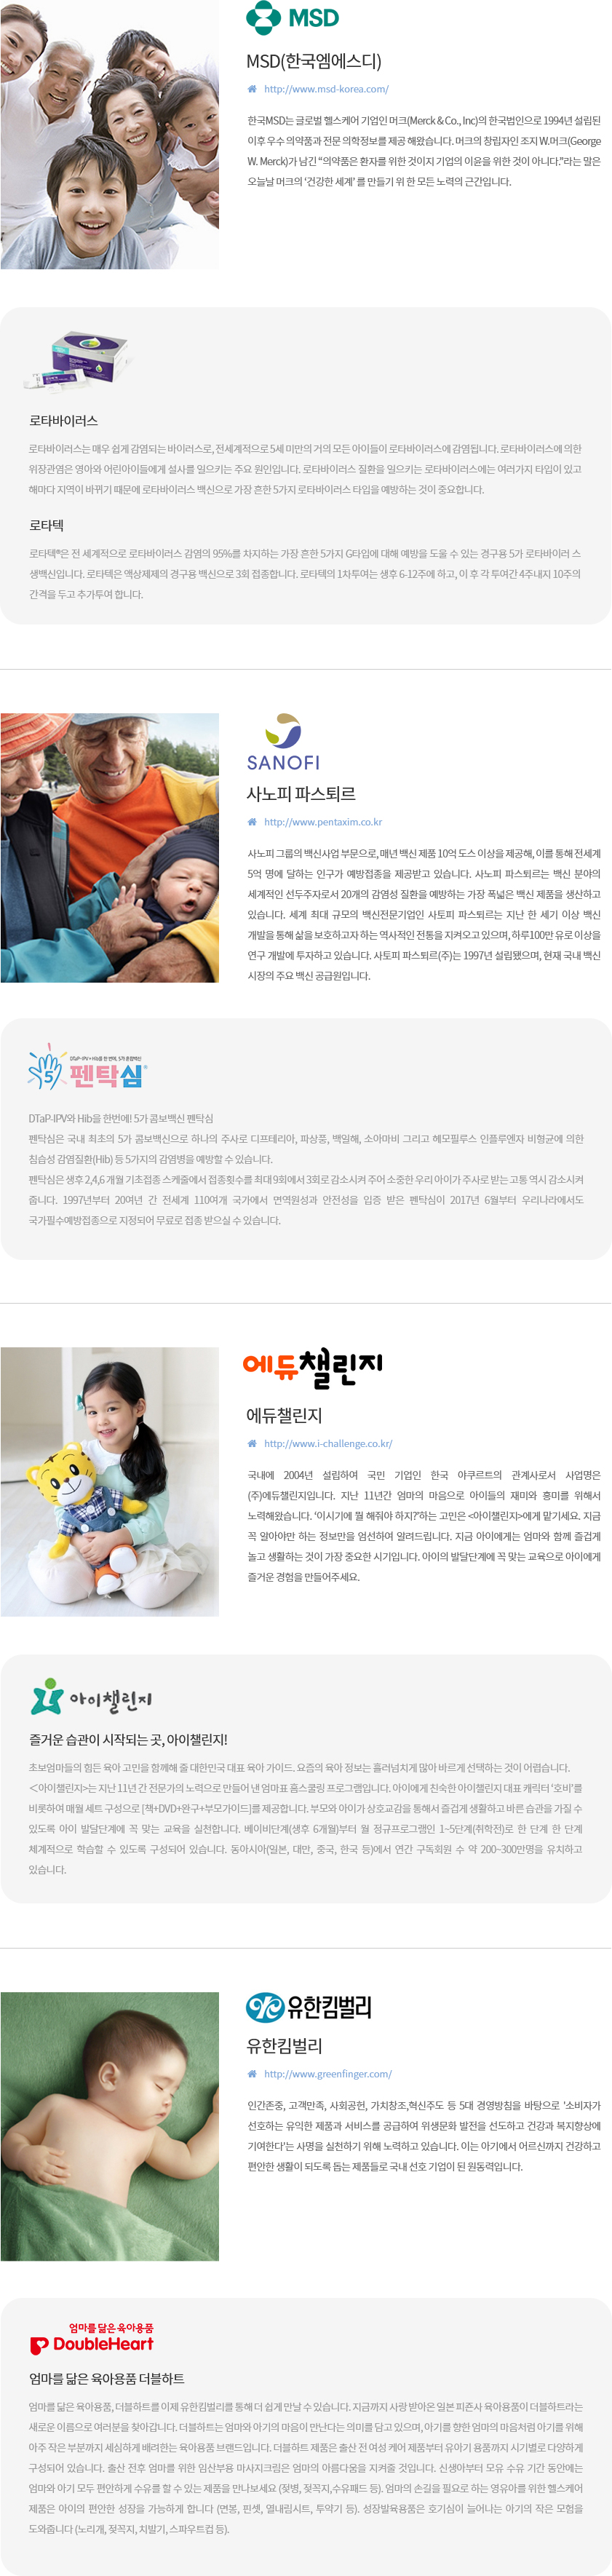 MSD
MSD(한국엠에스디)
http://www.msd-korea.com/
한국MSD는 글로벌 헬스케어 기업인 머크(Merck & Co., Inc)의 한국법인으로 1994년 설립된
이후 우수 의약품과 전문 의학정보를 제공 해왔습니다. 머크의 창립자인 조지 W.머크(George
W. Merck)가 남긴 “의약품은 환자를 위한 것이지 기업의 이윤을 위한 것이 아니다.”라는 말은
오늘날 머크의 ‘건강한 세계’ 를 만들기 위 한 모든 노력의 근간입니다.
로타바이러스
로타바이러스는 매우 쉽게 감염되는 바이러스로, 전세계적으로 5세 미만의 거의 모든 아이들이 로타바이러스에 감염됩니다. 로타바이러스에 의한
위장관염은 영아와 어린아이들에게 설사를 일으키는 주요 원인입니다. 로타바이러스 질환을 일으키는 로타바이러스에는 여러가지 타입이 있고
해마다 지역이 바뀌기 때문에 로타바이러스 백신으로 가장 흔한 5가지 로타바이러스 타입을 예방하는 것이 중요합니다.
로타텍
로타텍®은 전 세계적으로 로타바이러스 감염의 95%를 차지하는 가장 흔한 5가지 G타입에 대해 예방을 도울 수 있는 경구용 5가 로타바이러 스
생백신입니다. 로타텍은 액상제제의 경구용 백신으로 3회 접종합니다. 로타텍의 1차투여는 생후 6-12주에 하고, 이 후 각 투여간 4주내지 10주의
간격을 두고 추가투여 합니다.
SANOFI
사노피 파스퇴르
http://www.pentaxim.co.kr
사노피 그룹의 백신사업 부문으로, 매년 백신 제품 10억 도스 이상을 제공해, 이를 통해 전세계
5억 명에 달하는 인구가 예방접종을 제공받고 있습니다. 사노피 파스퇴르는 백신 분야의
세계적인 선두주자로서 20개의 감염성 질환을 예방하는 가장 폭넓은 백신 제품을 생산하고
있습니다. 세계 최대 규모의 백신전문기업인 사토피 파스퇴르는 지난 한 세기 이상 백신
개발을 통해 삶을 보호하고자 하는 역사적인 전통을 지켜오고 있으며, 하루100만 유로 이상을
연구 개발에 투자하고 있습니다. 사토피 파스퇴르(주)는 1997년 설립됐으며, 현재 국내 백신
시장의 주요 백신 공급원입니다.
DTaP-IPV + Hib를 한 번에, 5가 혼합백신
5 펜탁심®
DTaP-IPV와 Hib을 한번에! 5가 콤보백신 펜탁심
펜탁심은 국내 최초의 5가 콤보백신으로 하나의 주사로 디프테리아, 파상풍, 백일해, 소아마비 그리고 헤모필루스 인플루엔자 비형균에 의한
침습성 감염질환(Hib) 등 5가지의 감염병을 예방할 수 있습니다.
펜탁심은 생후 2,4,6 개월 기초접종 스케줄에서 접종횟수를 최대 9회에서 3회로 감소시켜 주어 소중한 우리 아이가 주사로 받는 고통 역시 감소시켜
줍니다. 1997년부터 20여년 간 전세계 110여개 국가에서 면역원성과 안전성을 입증 받은 펜탁심이 2017년 6월부터 우리나라에서도
국가필수예방접종으로 지정되어 무료로 접종 받으실 수 있습니다.
에듀챌린지
에듀챌린지
http://www.i-challenge.co.kr/
국내에 2004년 설립하여 국민 기업인 한국 야쿠르트의 관계사로서 사업명은
(주)에듀챌린지입니다. 지난 11년간 엄마의 마음으로 아이들의 재미와 흥미를 위해서
노력해왔습니다. ‘이시기에 뭘 해줘야 하지?’하는 고민은 <아이챌린지>에게 맡기세요. 지금
꼭 알아야만 하는 정보만을 엄선하여 알려드립니다. 지금 아이에게는 엄마와 함께 즐겁게
놀고 생활하는 것이 가장 중요한 시기입니다. 아이의 발달단계에 꼭 맞는 교육으로 아이에게
즐거운 경험을 만들어주세요.
아이챌린지
즐거운 습관이 시작되는 곳, 아이챌린지!
초보엄마들의 힘든 육아 고민을 함께해 줄 대한민국 대표 육아 가이드. 요즘의 육아 정보는 흘러넘치게 많아 바르게 선택하는 것이 어렵습니다.
<아이챌린지>는 지난 11년 간 전문가의 노력으로 만들어 낸 엄마표 홈스쿨링 프로그램입니다. 아이에게 친숙한 아이챌린지 대표 캐릭터 ‘호비’를
비롯하여 매월 세트 구성으로 [책+DVD+완구+부모가이드]를 제공합니다. 부모와 아이가 상호교감을 통해서 즐겁게 생활하고 바른 습관을 가질 수
있도록 아이 발달단계에 꼭 맞는 교육을 실천합니다. 베이비단계(생후 6개월)부터 월 정규프로그램인 1~5단계(취학전)로 한 단계 한 단계
체계적으로 학습할 수 있도록 구성되어 있습니다. 동아시아(일본, 대만, 중국, 한국 등)에서 연간 구독회원 수 약 200~300만명을 유치하고
있습니다.
유한킴벌리
유한킴벌리
http://www.greenfinger.com/
인간존중, 고객만족, 사회공헌, 가치창조,혁신주도 등 5대 경영방침을 바탕으로 '소비자가
선호하는 유익한 제품과 서비스를 공급하여 위생문화 발전을 선도하고 건강과 복지향상에
기여한다'는 사명을 실천하기 위해 노력하고 있습니다. 이는 아기에서 어르신까지 건강하고
편안한 생활이 되도록 돕는 제품들로 국내 선호 기업이 된 원동력입니다.
엄마를 닮은 육아용품
DoubleHeart
엄마를 닮은 육아용품 더블하트
엄마를 닮은 육아용품, 더블하트를 이제 유한킴벌리를 통해 더 쉽게 만날 수 있습니다. 지금까지 사랑 받아온 일본 피죤사 육아용품이 더블하트라는
새로운 이름으로 여러분을 찾아갑니다. 더블하트는 엄마와 아기의 마음이 만난다는 의미를 담고 있으며, 아기를 향한 엄마의 마음처럼 아기를 위해
아주 작은 부분까지 세심하게 배려한는 육아용품 브랜드입니다. 더블하트 제품은 출산 전 여성 케어 제품부터 유아기 용품까지 시기별로 다양하게
구성되어 있습니다. 출산 전후 엄마를 위한 임산부용 마사지크림은 엄마의 아름다움을 지켜줄 것입니다. 신생아부터 모유 수유 기간 동안에는
엄마와 아기 모두 편안하게 수유를 할 수 있는 제품을 만나보세요 (젖병, 젖꼭지,수유패드 등). 엄마의 손길을 필요로 하는 영유아를 위한 헬스케어
제품은 아이의 편안한 성장을 가능하게 합니다 (면봉, 핀셋, 열내림시트, 투약기 등). 성장발육용품은 호기심이 늘어나는 아기의 작은 모험을
도와줍니다 (노리개, 젖꼭지, 치발기, 스파우트컵 등).